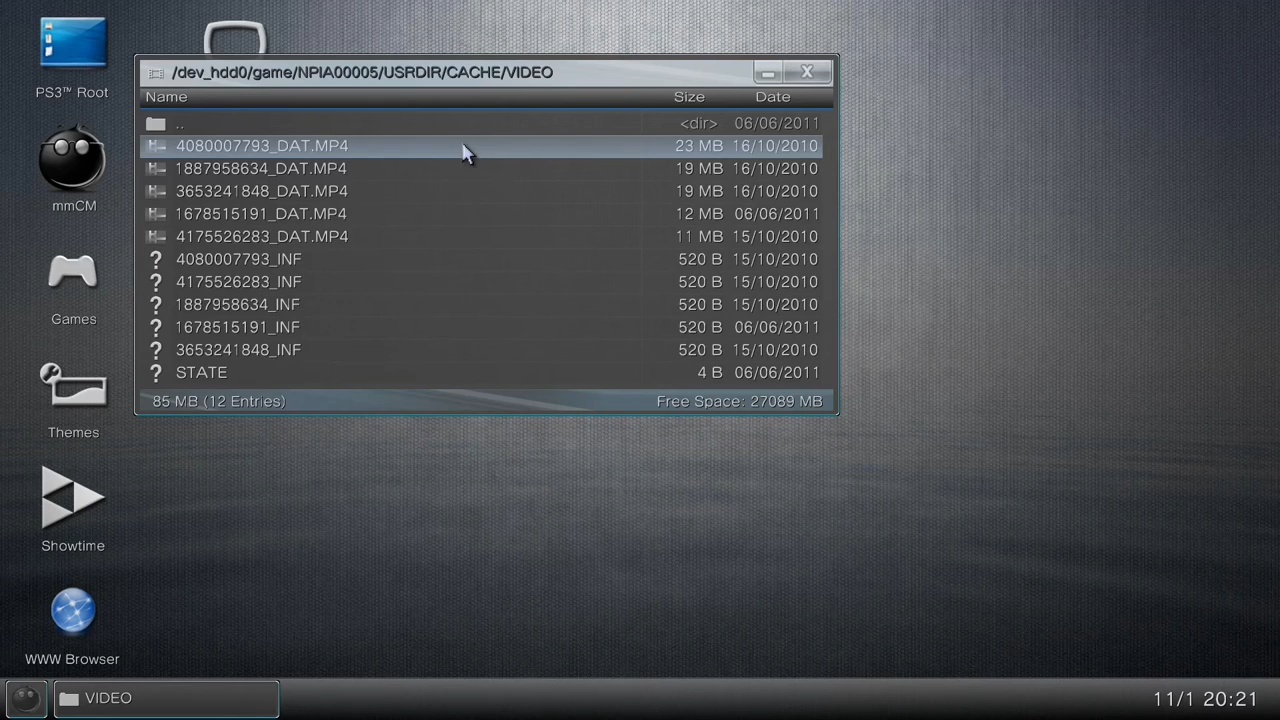 PS3™ Root
mmCM
Games
Themes
Showtime
WWW Browser
/dev_hdd0/game/NPIA00005/USRDIR/CACHE/VIDEO
X
Name Size Date
.. <dir> 06/06/2011
4080007793_DAT.MP4 23 MB 16/10/2010
1887958634_DAT.MP4 19 MB 16/10/2010
3653241848_DAT.MP4 19 MB 16/10/2010
1678515191_DAT.MP4 12 MB 06/06/2011
4175526283_DAT.MP4 11 MB 15/10/2010
? 4080007793_INF 520 B 15/10/2010
? 4175526283_INF 520 B 15/10/2010
? 1887958634_INF 520 B 15/10/2010
? 1678515191_INF 520 B 06/06/2011
? 3653241848_INF 520 B 15/10/2010
? STATE 4 B 06/06/2011
85 MB (12 Entries) Free Space: 27089 MB
VIDEO
11/1 20:21